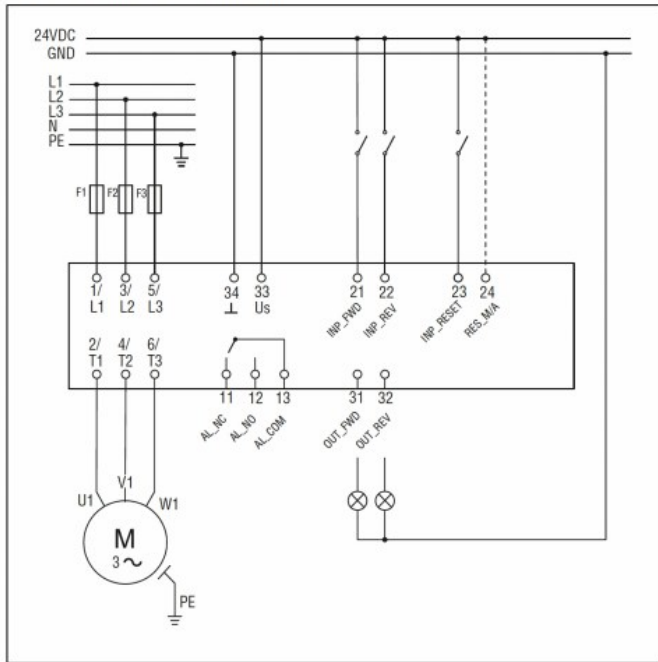 24VDC
GND
L1
L2
L3
N
PE
F1 F2 F3
1/ 3/ 5/ 34 33 21 22 23 24
L1 L2 L3 ⊥ Us INP_FWD INP_REV INP_RESET RES_M/A
2/ 4/ 6/
T1 T2 T3
11 12 13 31 32
AL_NC AL_NO AL_COM OUT_FWD OUT_REV
U1 V1 W1
M
3 ~
PE